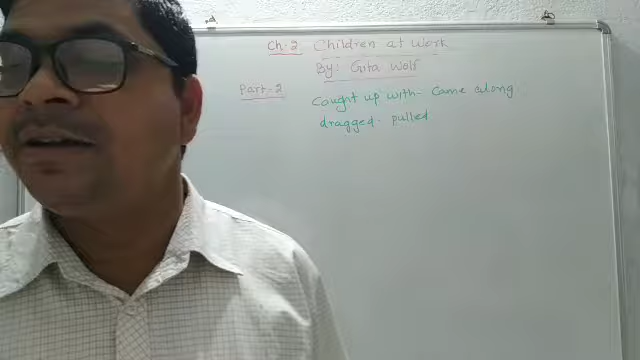 Ch:2 Children at Work
By: Gita Wolf
Part-2
Caught up with- Came along
dragged- pulled